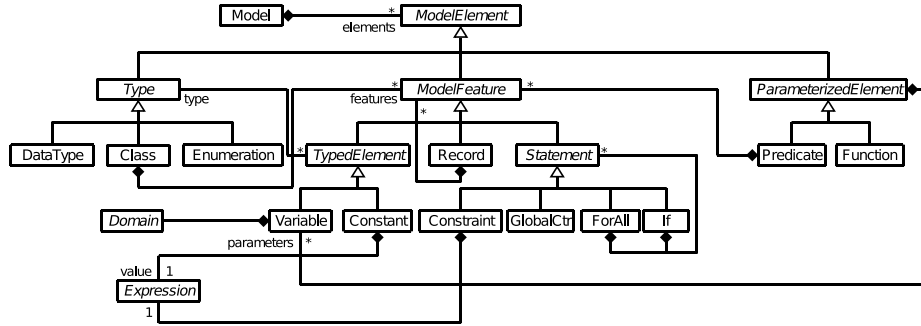 Model * ModelElement
elements
Type type * features ModelFeature * * ParameterizedElement
DataType Class Enumeration * TypedElement Record Statement * Predicate Function
Domain Variable Constant Constraint GlobalCtrn ForAll If
parameters *
value 1
Expression
1